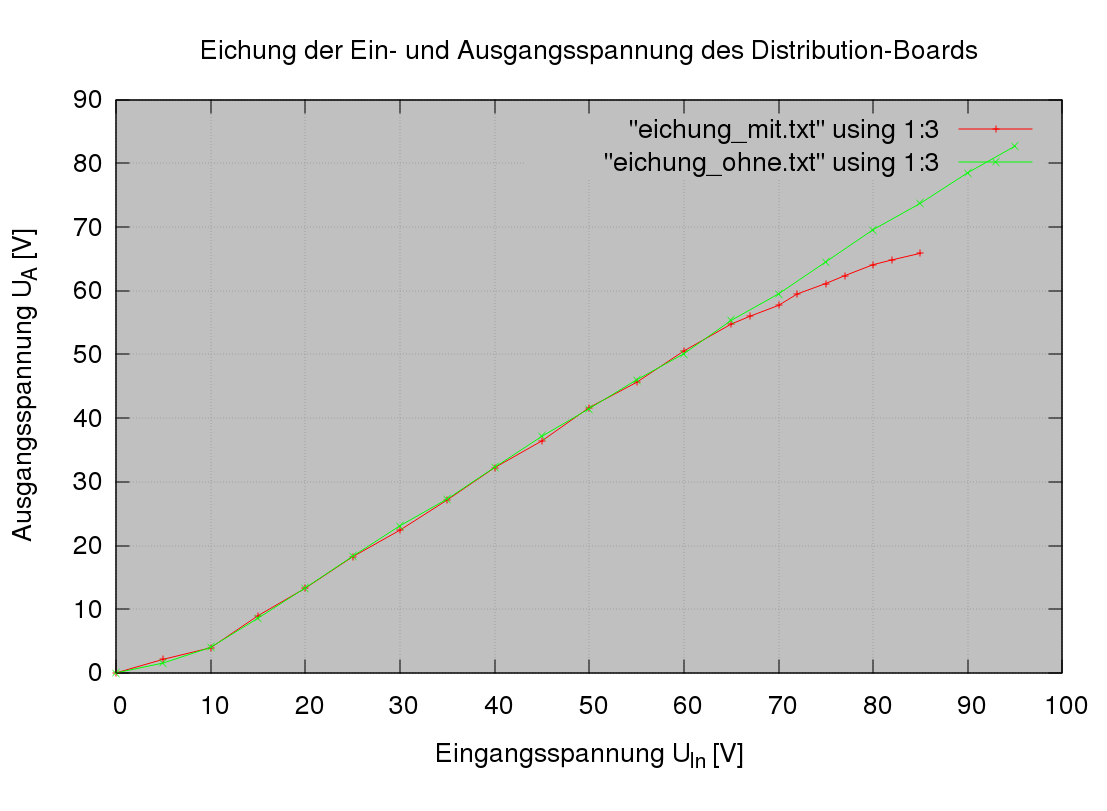 Eichung der Ein- und Ausgangsspannung des Distribution-Boards
90
80
70
60
50
40
30
20
10
0
Ausgangsspannung U_A [V]
"eichung_mit.txt" using 1:3
"eichung_ohne.txt" using 1:3
0 10 20 30 40 50 60 70 80 90 100
Eingangsspannung U_In [V]